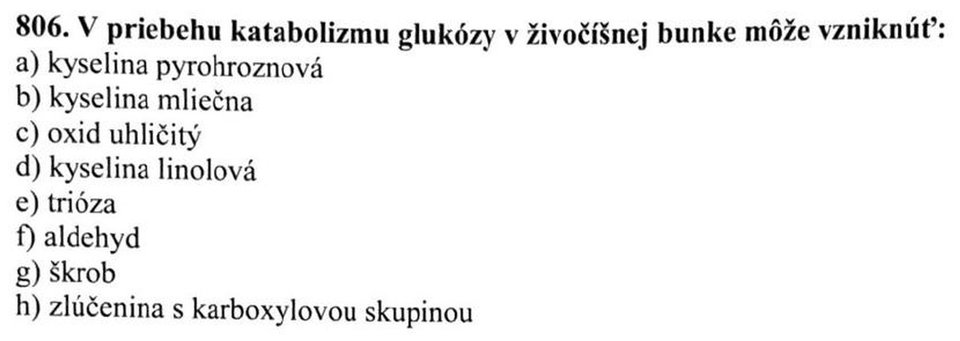 806. V priebehu katabolizmu glukózy v živočíšnej bunke môže vzniknúť:
a) kyselina pyrohroznová
b) kyselina mliečna
c) oxid uhličitý
d) kyselina linolová
e) trióza
f) aldehyd
g) škrob
h) zlúčenina s karboxylovou skupinou